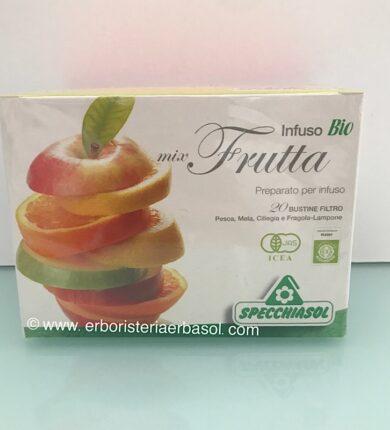 Infuso Bio
mix Frutta
Preparato per infuso
20 BUSTINE FILTRO
Pesca, Mela, Ciliegia e Fragola-Lampone
JAS
ICEA
SPECCHIASOL
© www. erboristeriaerbasol. com